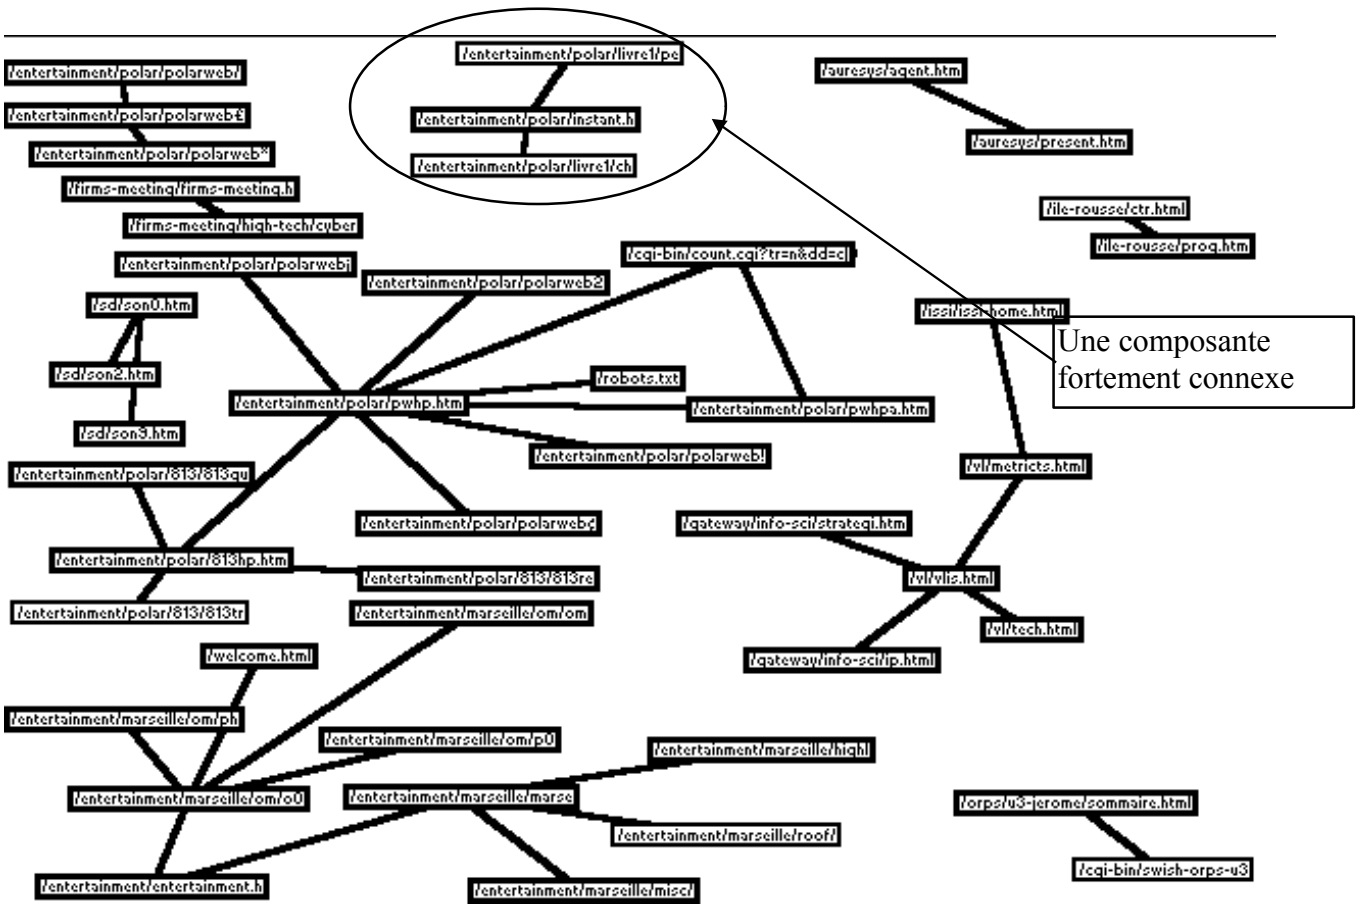 /entertainment/polar/livre1/pe
/entertainment/polar/polarweb/
/auresys/agent.htm
/entertainment/polar/polarweb£
/entertainment/polar/instant.h
/auresys/present.htm
/entertainment/polar/polarweb*
/entertainment/polar/livre1/ch
/firms-meeting/firms-meeting.h
/ile-rousse/ctr.html
/firms-meeting/high-tech/cyber
/ile-rousse/prog.htm
/cgi-bin/count.cgi?tr=n&dd=c|
/entertainment/polar/polarwebj
/entertainment/polar/polarweb2
/sd/son0.htm
/issi/issi-home.html
Une composante
fortement connexe
/sd/son2.htm
/robots.txt
/entertainment/polar/pwhp.htm
/entertainment/polar/pwhpa.htm
/sd/son3.htm
/entertainment/polar/polarweb!
/entertainment/polar/813/813qu
/vl/metricts.html
/entertainment/polar/polarwebç
/gateway/info-sci/strategi.htm
/entertainment/polar/813hp.htm
/entertainment/polar/813/813re
/vl/vlis.html
/entertainment/polar/813/813tr
/entertainment/marseille/om/om
/vl/tech.html
/welcome.html
/gateway/info-sci/ip.html
/entertainment/marseille/om/ph
/entertainment/marseille/om/p0
/entertainment/marseille/highl
/entertainment/marseille/om/o0
/entertainment/marseille/marse
/orps/u3-jerome/sommaire.html
/entertainment/marseille/roof/
/cgi-bin/swish-orps-u3
/entertainment/entertainment.h
/entertainment/marseille/misc/